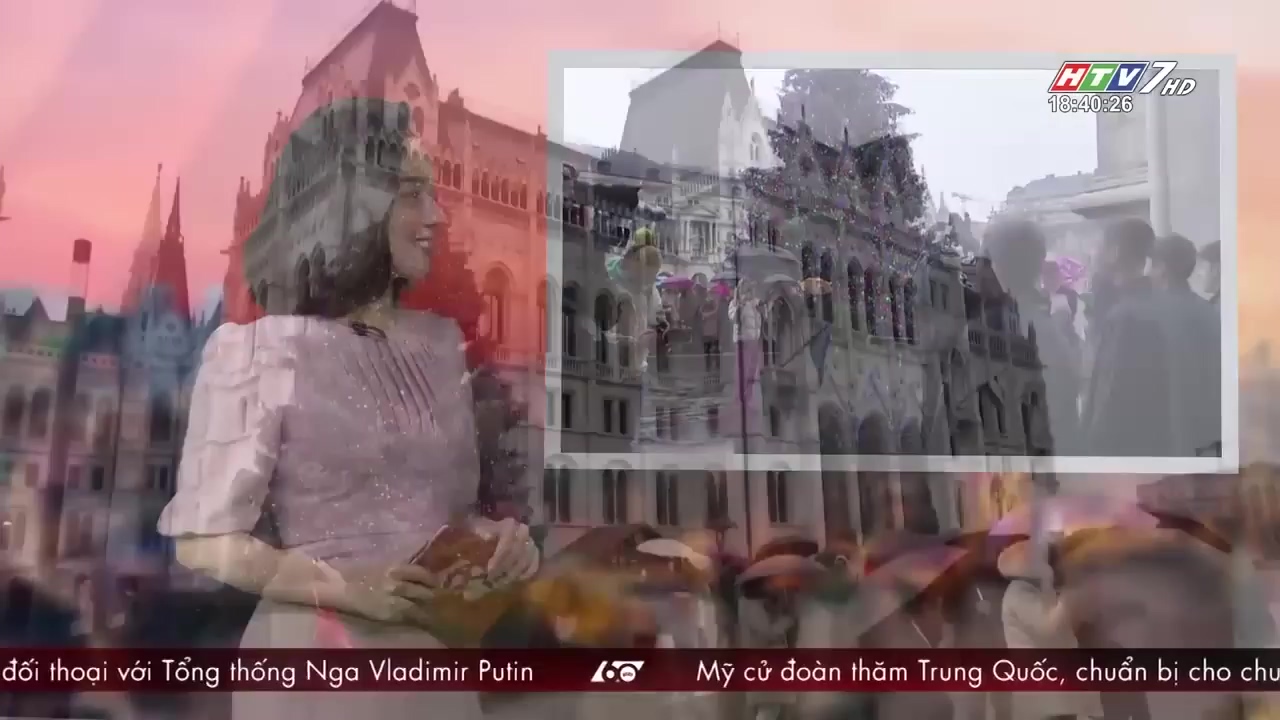 HTV7 HD
18:40:26
đối thoại với Tổng thống Nga Vladimir Putin 60 Mỹ cử đoàn thăm Trung Quốc, chuẩn bị cho chu